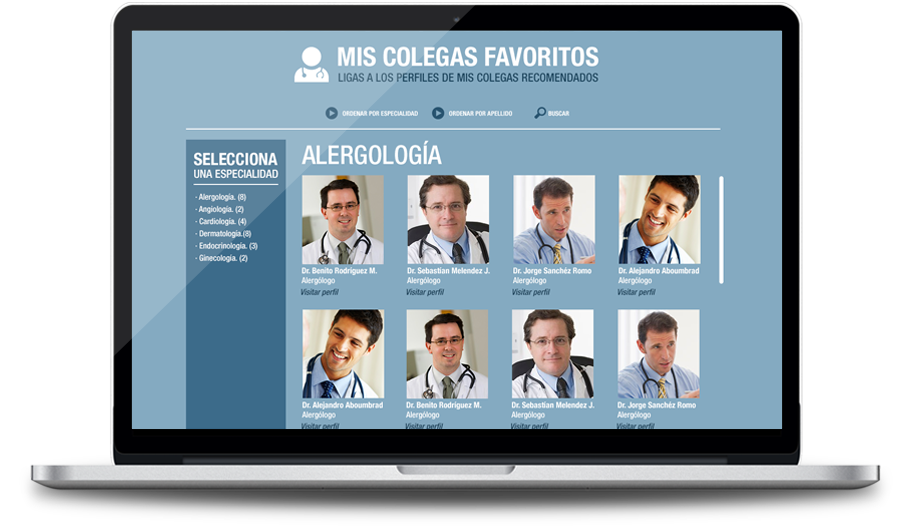 MIS COLEGAS FAVORITOS
LIGAS A LOS PERFILES DE MIS COLEGAS RECOMENDADOS
ORDENAR POR ESPECIALIDAD
ORDENAR POR APELLIDO
BUSCAR
SELECCIONA
UNA ESPECIALIDAD
· Alergología. (8)
· Angiología. (2)
· Cardiología. (4)
· Dermatología.(8)
· Endocrinología. (3)
· Ginecología. (2)
ALERGOLOGÍA
Dr. Benito Rodríguez M.
Alergólogo
Visitar perfil
Dr. Sebastian Melendez J.
Alergólogo
Visitar perfil
Dr. Jorge Sanchéz Romo
Alergólogo
Visitar perfil
Dr. Alejandro Aboumbrad
Alergólogo
Visitar perfil
Dr. Alejandro Aboumbrad
Alergólogo
Visitar perfil
Dr. Benito Rodríguez M.
Alergólogo
Visitar perfil
Dr. Sebastian Melendez J.
Alergólogo
Visitar perfil
Dr. Jorge Sanchéz Romo
Alergólogo
Visitar perfil